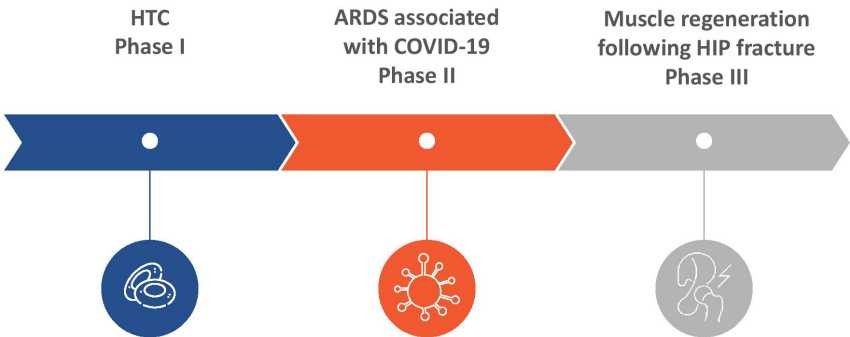 HTC
Phase I
ARDS associated
with COVID-19
Phase II
Muscle regeneration
following HIP fracture
Phase III